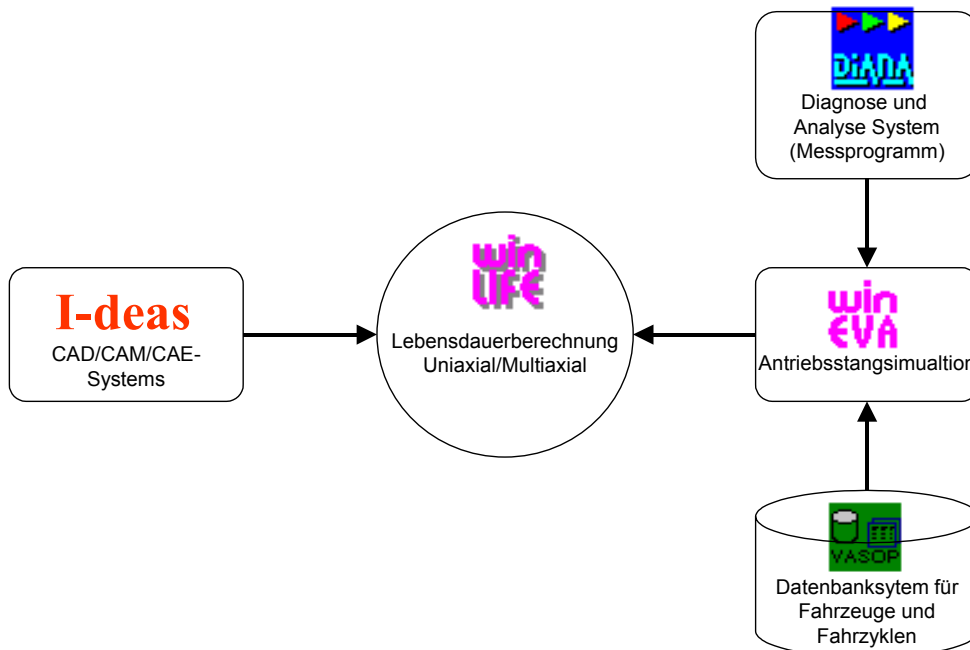 DiANA
Diagnose und
Analyse System
(Messprogramm)
win
LIFE
Lebensdauerberechnung
Uniaxial/Multiaxial
I-deas
CAD/CAM/CAE-
Systems
win
EVA
Antriebsstangsimualtion
VASOP
Datenbanksytem für
Fahrzeuge und
Fahrzyklen